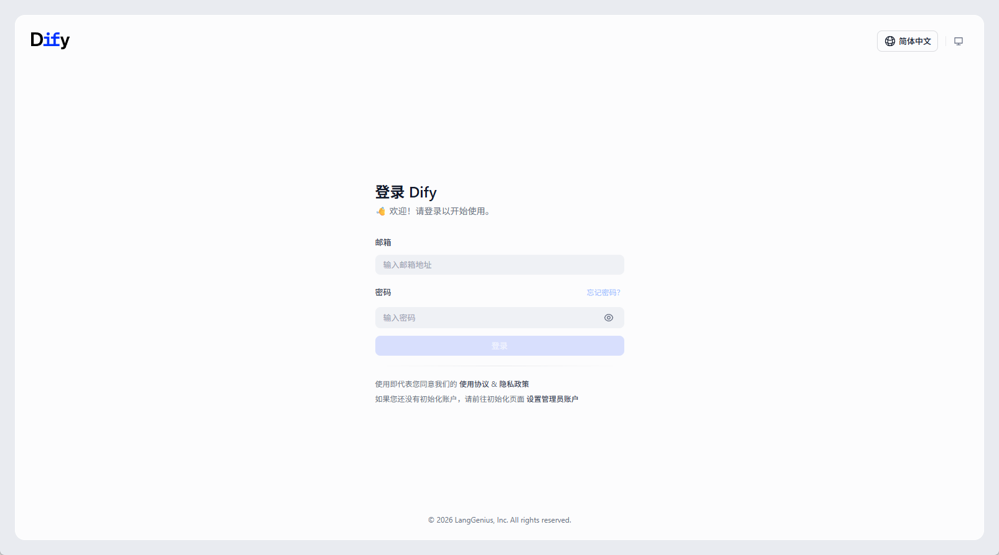 Dify
简体中文
登录 Dify
👋 欢迎！请登录以开始使用。
邮箱
输入邮箱地址
密码 忘记密码？
输入密码
登录
使用即代表您同意我们的 使用协议 & 隐私政策
如果您还没有初始化账户，请前往初始化页面 设置管理员账户
© 2026 LangGenius, Inc. All rights reserved.